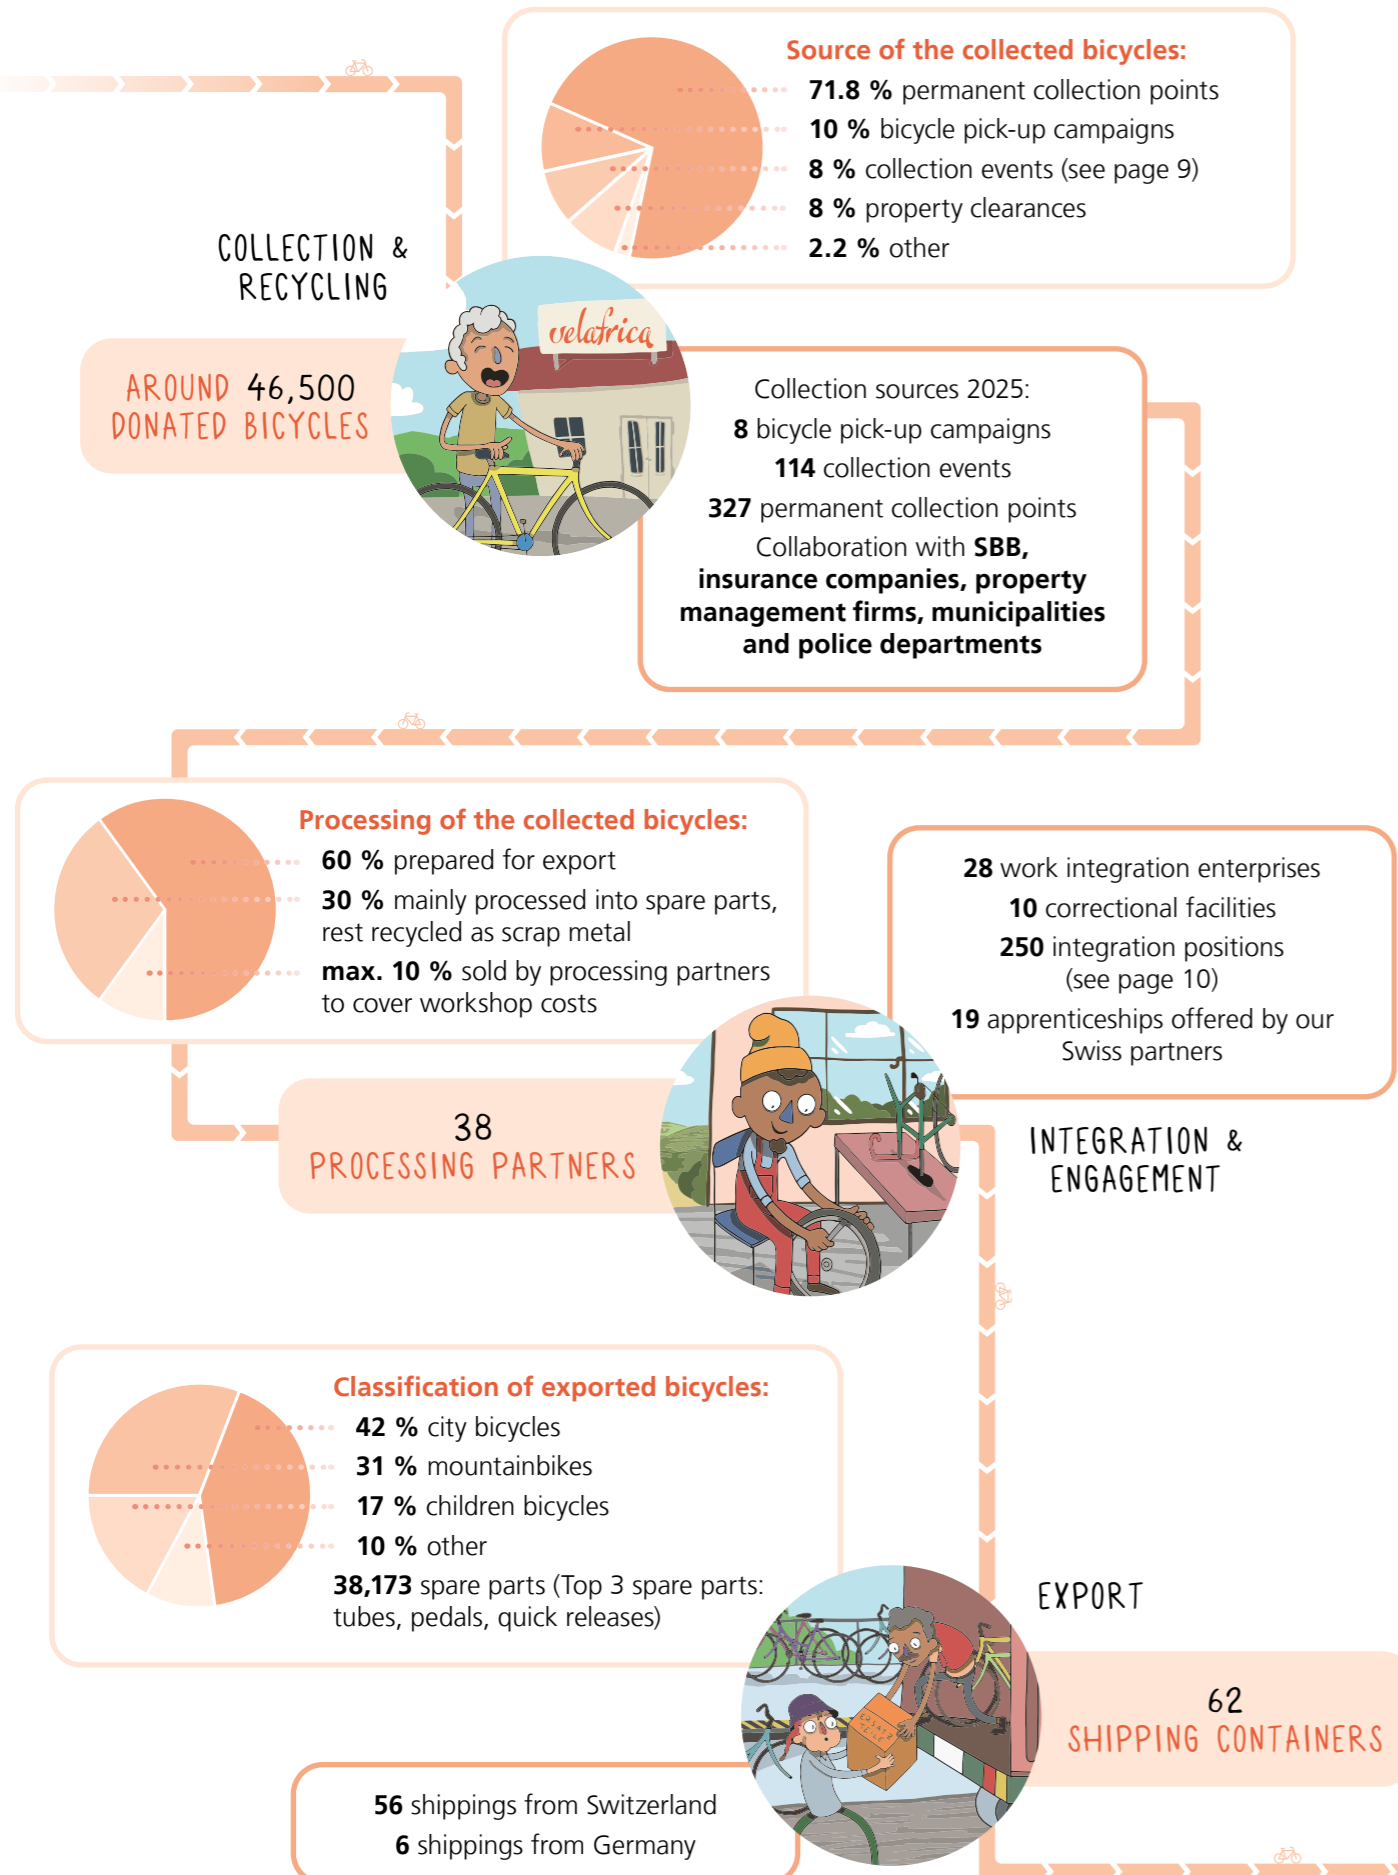 Source of the collected bicycles:
71.8 % permanent collection points
10 % bicycle pick-up campaigns
8 % collection events (see page 9)
8 % property clearances
2.2 % other
COLLECTION &
RECYCLING
velafrica
AROUND 46,500
DONATED BICYCLES
Collection sources 2025:
8 bicycle pick-up campaigns
114 collection events
327 permanent collection points
Collaboration with SBB,
insurance companies, property
management firms, municipalities
and police departments
Processing of the collected bicycles:
60 % prepared for export
30 % mainly processed into spare parts,
rest recycled as scrap metal
max. 10 % sold by processing partners
to cover workshop costs
28 work integration enterprises
10 correctional facilities
250 integration positions
(see page 10)
19 apprenticeships offered by our
Swiss partners
38
PROCESSING PARTNERS
INTEGRATION &
ENGAGEMENT
Classification of exported bicycles:
42 % city bicycles
31 % mountainbikes
17 % children bicycles
10 % other
38,173 spare parts (Top 3 spare parts:
tubes, pedals, quick releases)
EXPORT
ERSATZ
TEILE
62
SHIPPING CONTAINERS
56 shippings from Switzerland
6 shippings from Germany